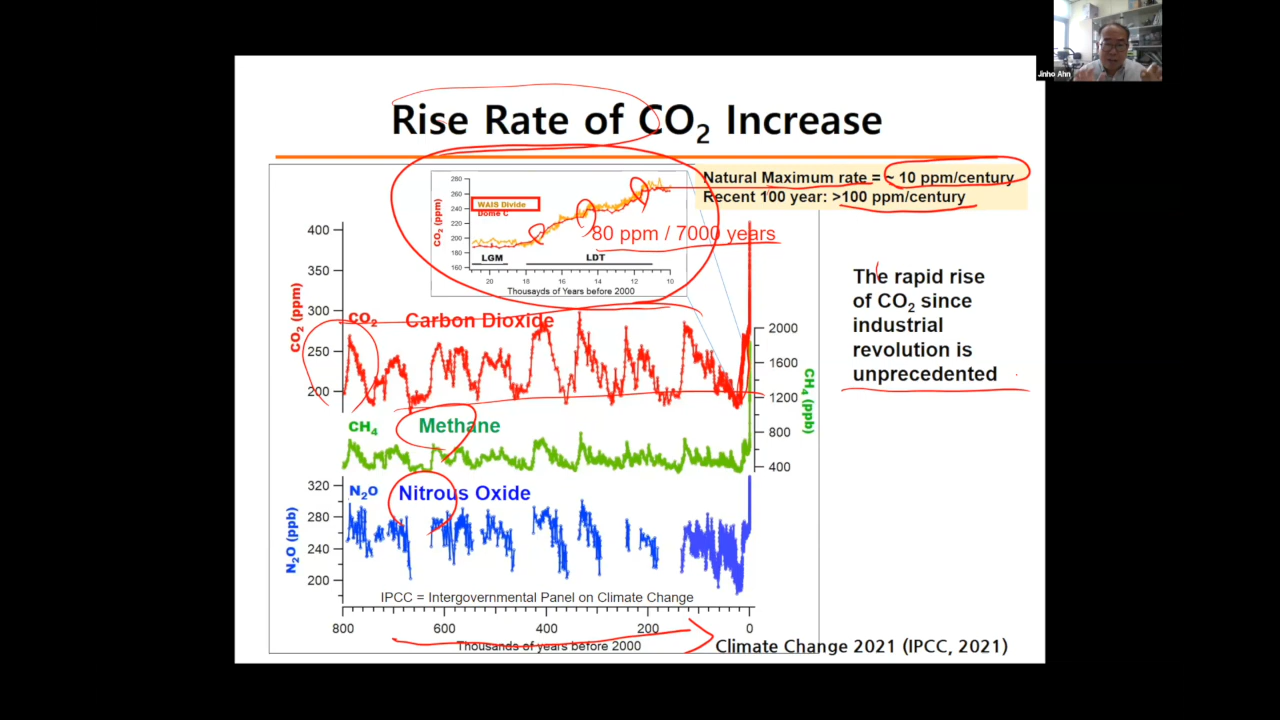 Jinho Ahn
Rise Rate of CO₂ Increase
Natural Maximum rate = ~ 10 ppm/century
Recent 100 year: >100 ppm/century
280
260
240
220
200
180
160
CO₂ (ppm)
WAIS Divide
Dome C
80 ppm / 7000 years
LGM
LDT
20
18
16
14
12
10
Thousayds of Years before 2000
The rapid rise
of CO₂ since
industrial
revolution is
unprecedented
400
350
300
250
200
CO₂ (ppm)
CO₂
Carbon Dioxide
2000
1600
1200
800
400
CH₄ (ppb)
CH₄
Methane
320
280
240
200
N₂O (ppb)
N₂O
Nitrous Oxide
IPCC = Intergovernmental Panel on Climate Change
800
600
400
200
0
Thousands of years before 2000
Climate Change 2021 (IPCC, 2021)